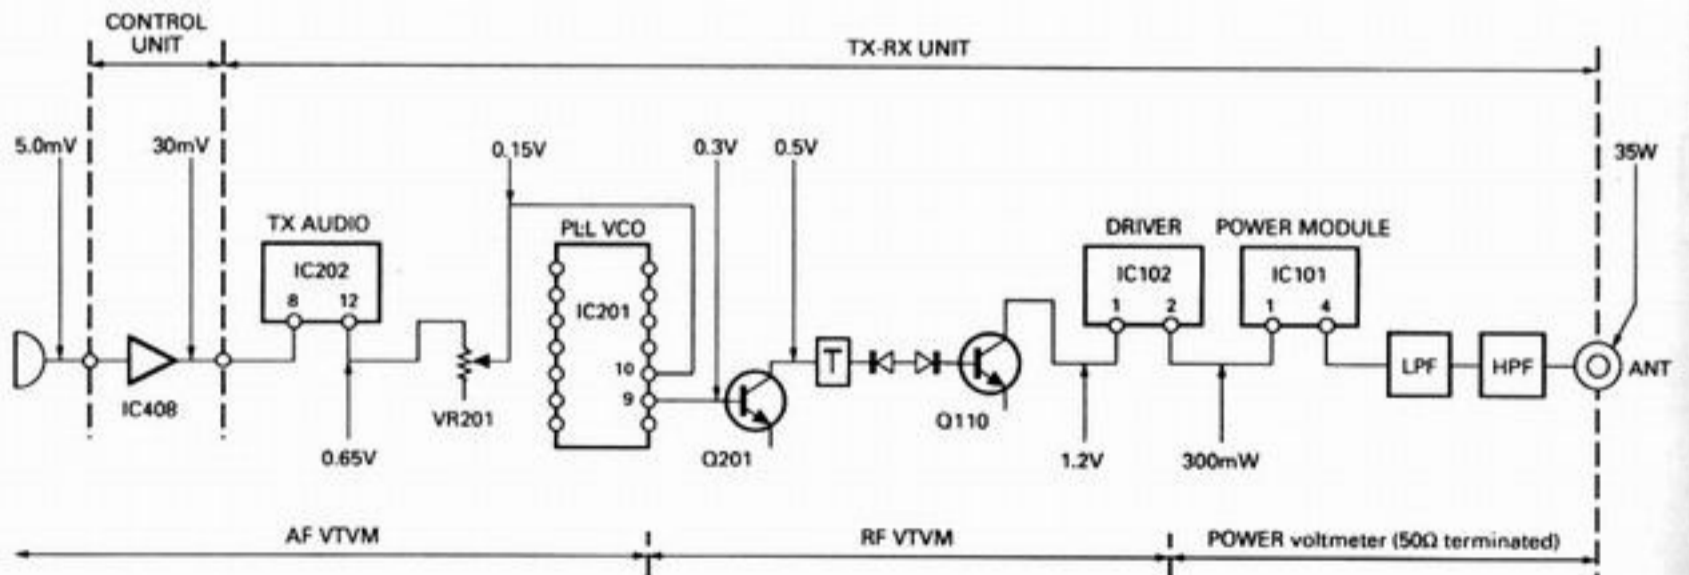 CONTROL
UNIT
TX-RX UNIT
5.0mV
30mV
0.15V
0.3V
0.5V
35W
TX AUDIO
PLL VCO
DRIVER
POWER MODULE
IC202
8
12
IC201
10
9
IC102
1
2
IC101
1
4
T
LPF
HPF
ANT
IC408
VR201
Q201
Q110
0.65V
1.2V
300mW
AF VTVM
RF VTVM
POWER voltmeter (50Ω terminated)